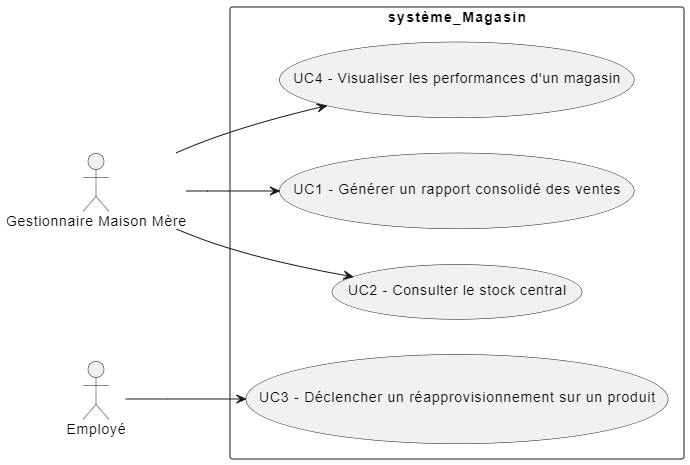 système_Magasin
UC4 - Visualiser les performances d'un magasin
UC1 - Générer un rapport consolidé des ventes
Gestionnaire Maison Mère
UC2 - Consulter le stock central
UC3 - Déclencher un réapprovisionnement sur un produit
Employé